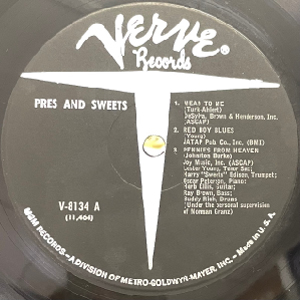 Verve®
Records
PRES AND SWEETS
1. MEAN TO ME
(Turk-Ahlert)
DeSylva, Brown & Henderson, Inc.
(ASCAP)
2. RED BOY BLUES
(Young)
JATAP Pub Co., Inc. (BMI)
3. PENNIES FROM HEAVEN
(Johnston Burke)
Joy Music, Inc. (ASCAP)
Lester Young, Tenor Sax;
Harry "Sweets" Edison, Trumpet;
Oscar Peterson, Piano;
Herb Ellis, Guitar;
Ray Brown, Bass;
Buddy Rich, Drums
(Under the personal supervision
of Norman Granz)
V-8134 A
(11,464)
MGM RECORDS—A DIVISION OF METRO-GOLDWYN-MAYER, INC.—Made in U.S.A.